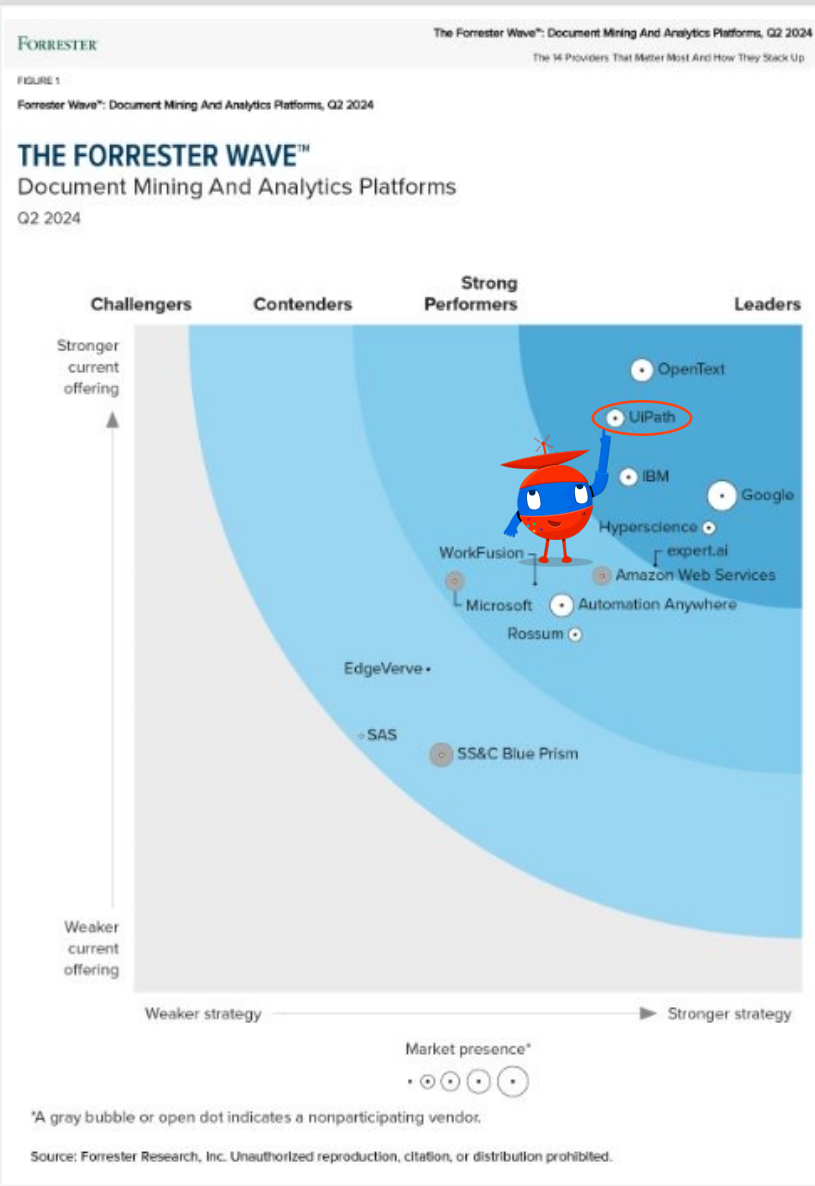 FORRESTER
The Forrester Wave™: Document Mining And Analytics Platforms, Q2 2024
The 14 Providers That Matter Most And How They Stack Up
FIGURE 1
Forrester Wave™: Document Mining And Analytics Platforms, Q2 2024
THE FORRESTER WAVE™
Document Mining And Analytics Platforms
Q2 2024
Challengers
Contenders
Strong
Performers
Leaders
Stronger
current
offering
OpenText
UiPath
IBM
Google
Hyperscience
expert.ai
WorkFusion
Amazon Web Services
Microsoft
Automation Anywhere
Rossum
EdgeVerve
SAS
SS&C Blue Prism
Weaker
current
offering
Weaker strategy
Stronger strategy
Market presence*
*A gray bubble or open dot indicates a nonparticipating vendor.
Source: Forrester Research, Inc. Unauthorized reproduction, citation, or distribution prohibited.